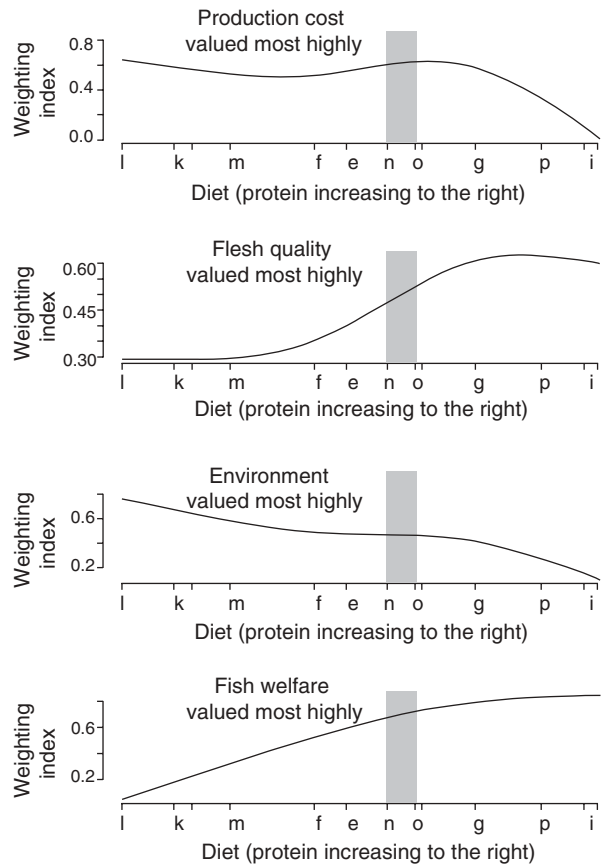 Production cost
valued most highly
Weighting
index
0.8
0.4
0.0
l k m f e n o g p i
Diet (protein increasing to the right)
Flesh quality
valued most highly
Weighting
index
0.60
0.45
0.30
l k m f e n o g p i
Diet (protein increasing to the right)
Environment
valued most highly
Weighting
index
0.6
0.2
l k m f e n o g p i
Diet (protein increasing to the right)
Fish welfare
valued most highly
Weighting
index
0.6
0.2
l k m f e n o g p i
Diet (protein increasing to the right)